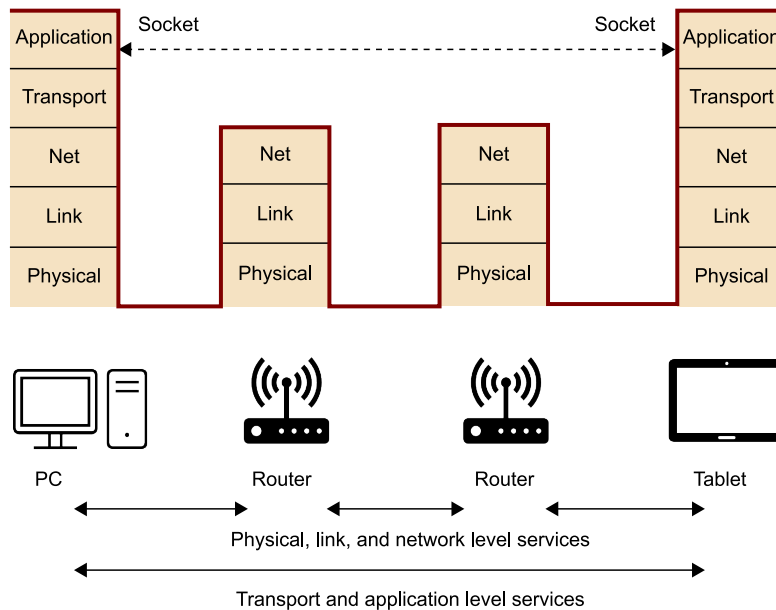 Application
Socket
Socket
Application
Transport
Transport
Net
Net
Net
Net
Link
Link
Link
Link
Physical
Physical
Physical
Physical
PC
Router
Router
Tablet
Physical, link, and network level services
Transport and application level services